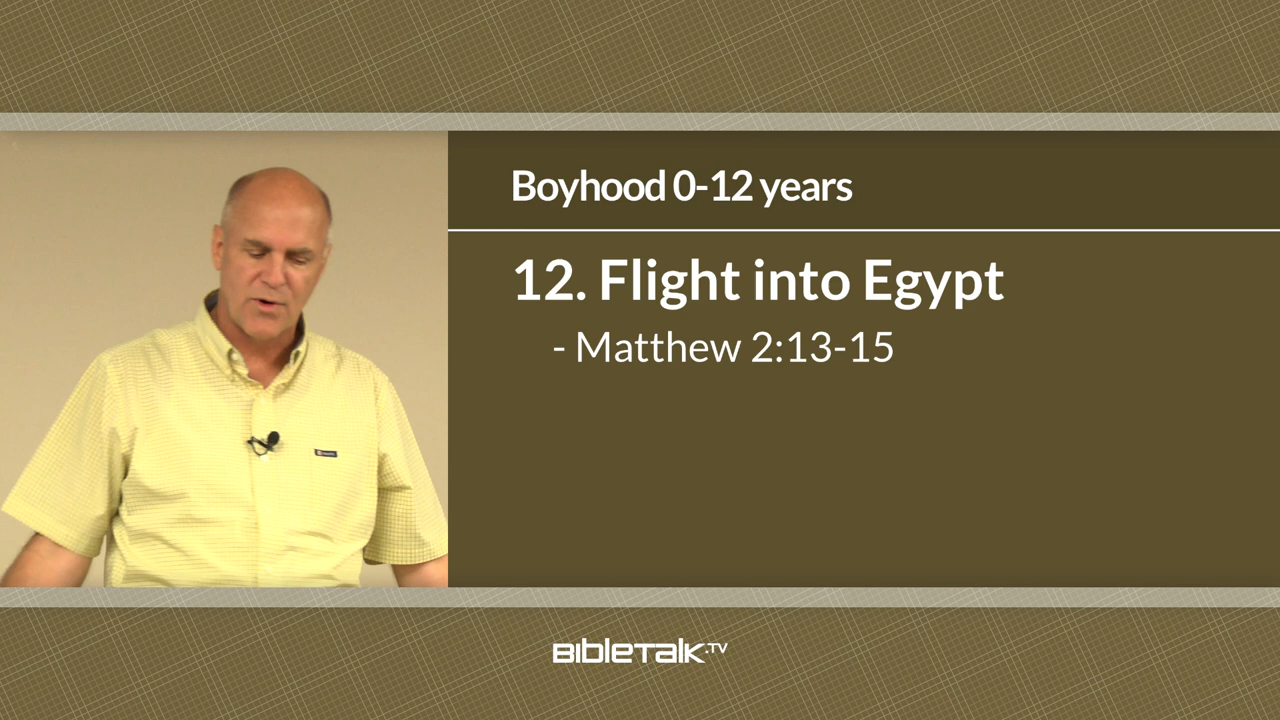 Boyhood 0-12 years
12. Flight into Egypt
- Matthew 2:13-15
BibleTalk.TV